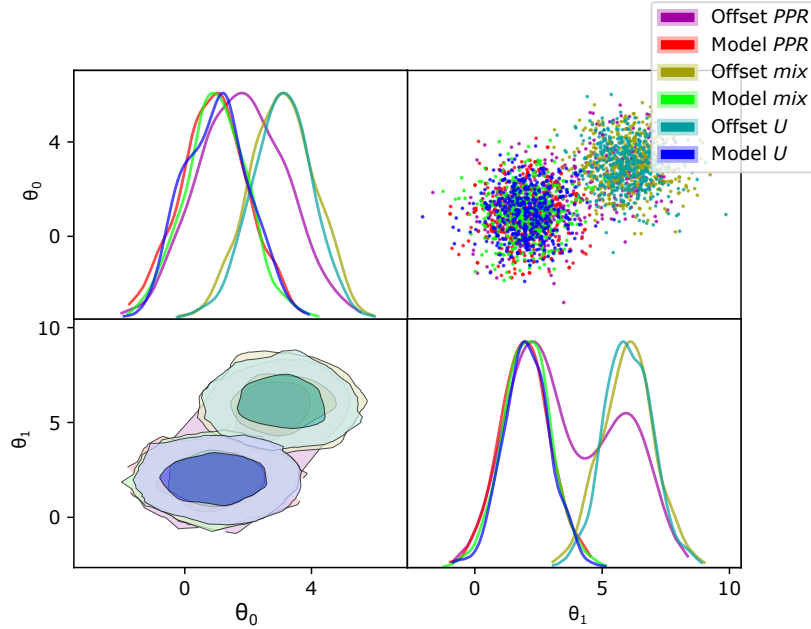 Offset PPR
Model PPR
Offset mix
Model mix
Offset U
Model U
4
0
θ₀
10
5
0
θ₁
0 4
θ₀
0 5 10
θ₁